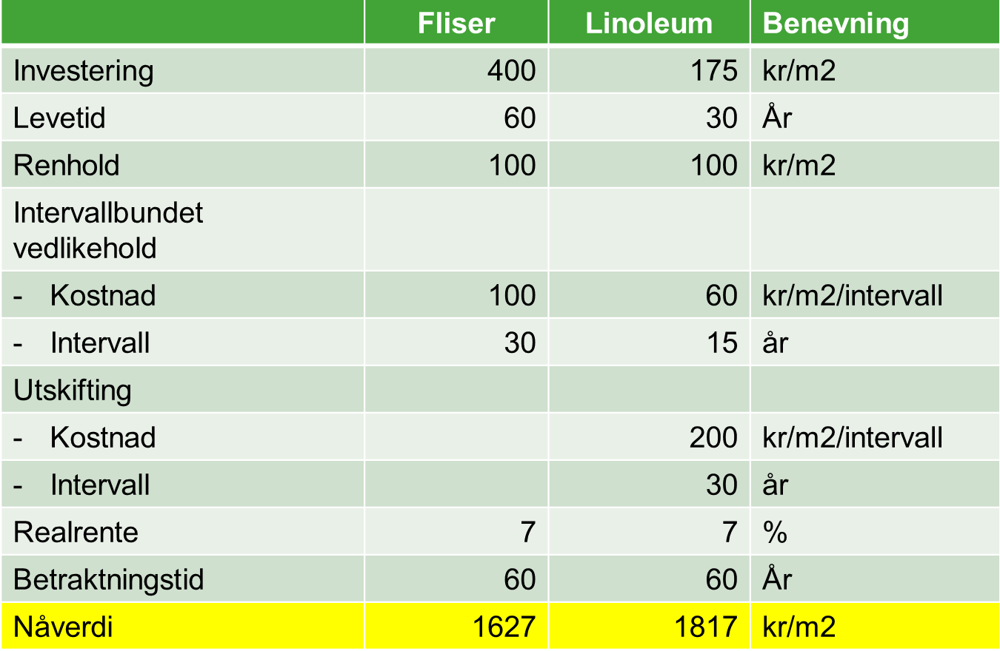 Fliser Linoleum Benevning
Investering 400 175 kr/m2
Levetid 60 30 År
Renhold 100 100 kr/m2
Intervallbundet
vedlikehold
- Kostnad 100 60 kr/m2/intervall
- Intervall 30 15 år
Utskifting
- Kostnad 200 kr/m2/intervall
- Intervall 30 år
Realrente 7 7 %
Betraktningstid 60 60 År
Nåverdi 1627 1817 kr/m2